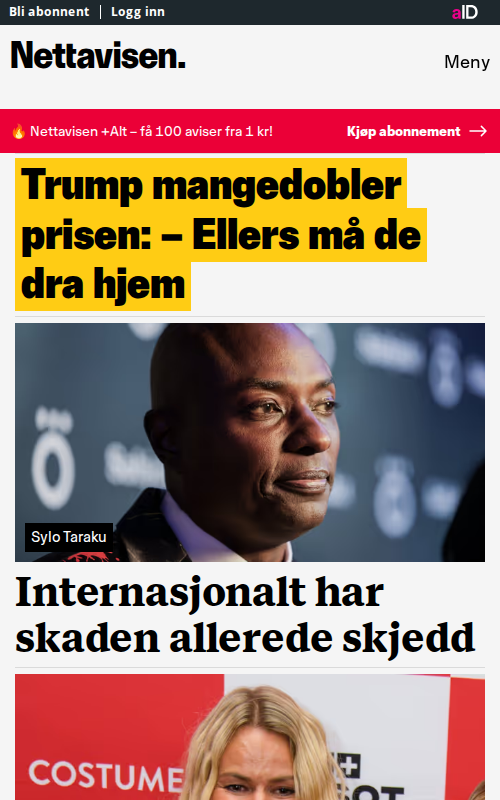 Bli abonnent | Logg inn
aID
Nettavisen.
Meny
Nettavisen +Alt – få 100 aviser fra 1 kr!
Kjøp abonnement →
Trump mangedobler
prisen: – Ellers må de
dra hjem
Sylo Taraku
Internasjonalt har
skaden allerede skjedd
COSTUME